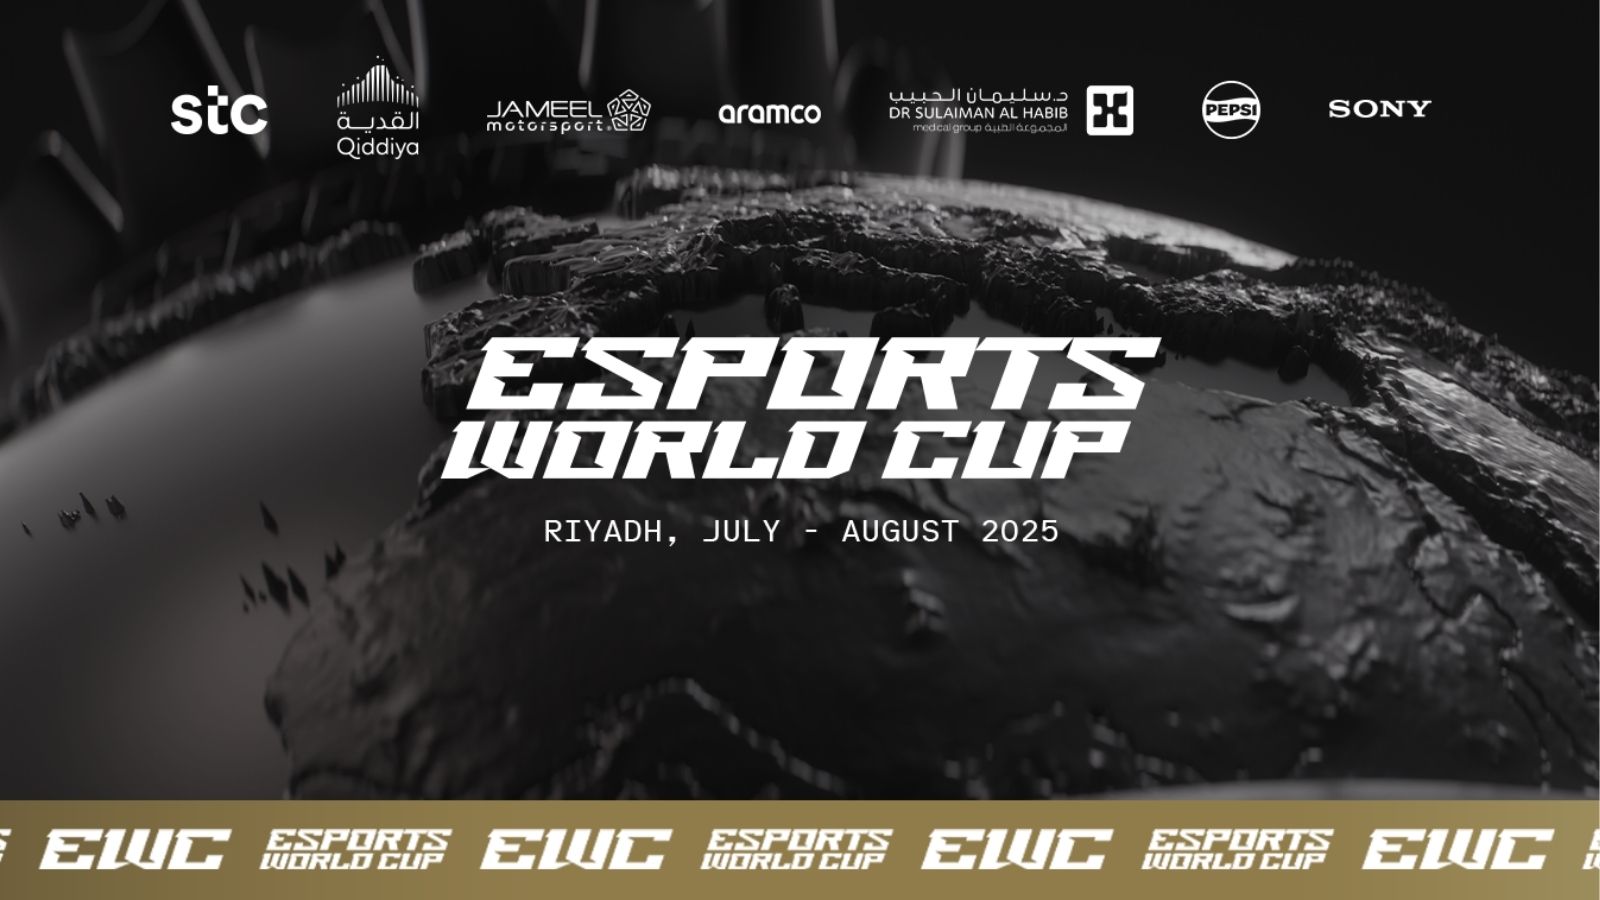 stc
القدية
Qiddiya
JAMEEL
motorsport
aramco
د. سليمان الحبيب
DR SULAIMAN AL HABIB
medical group المجموعة الطبية
PEPSI
SONY
ESPORTS
WORLD CUP
RIYADH, JULY - AUGUST 2025
EWC ESPORTS WORLD CUP EWC ESPORTS WORLD CUP EWC ESPORTS WORLD CUP EWC